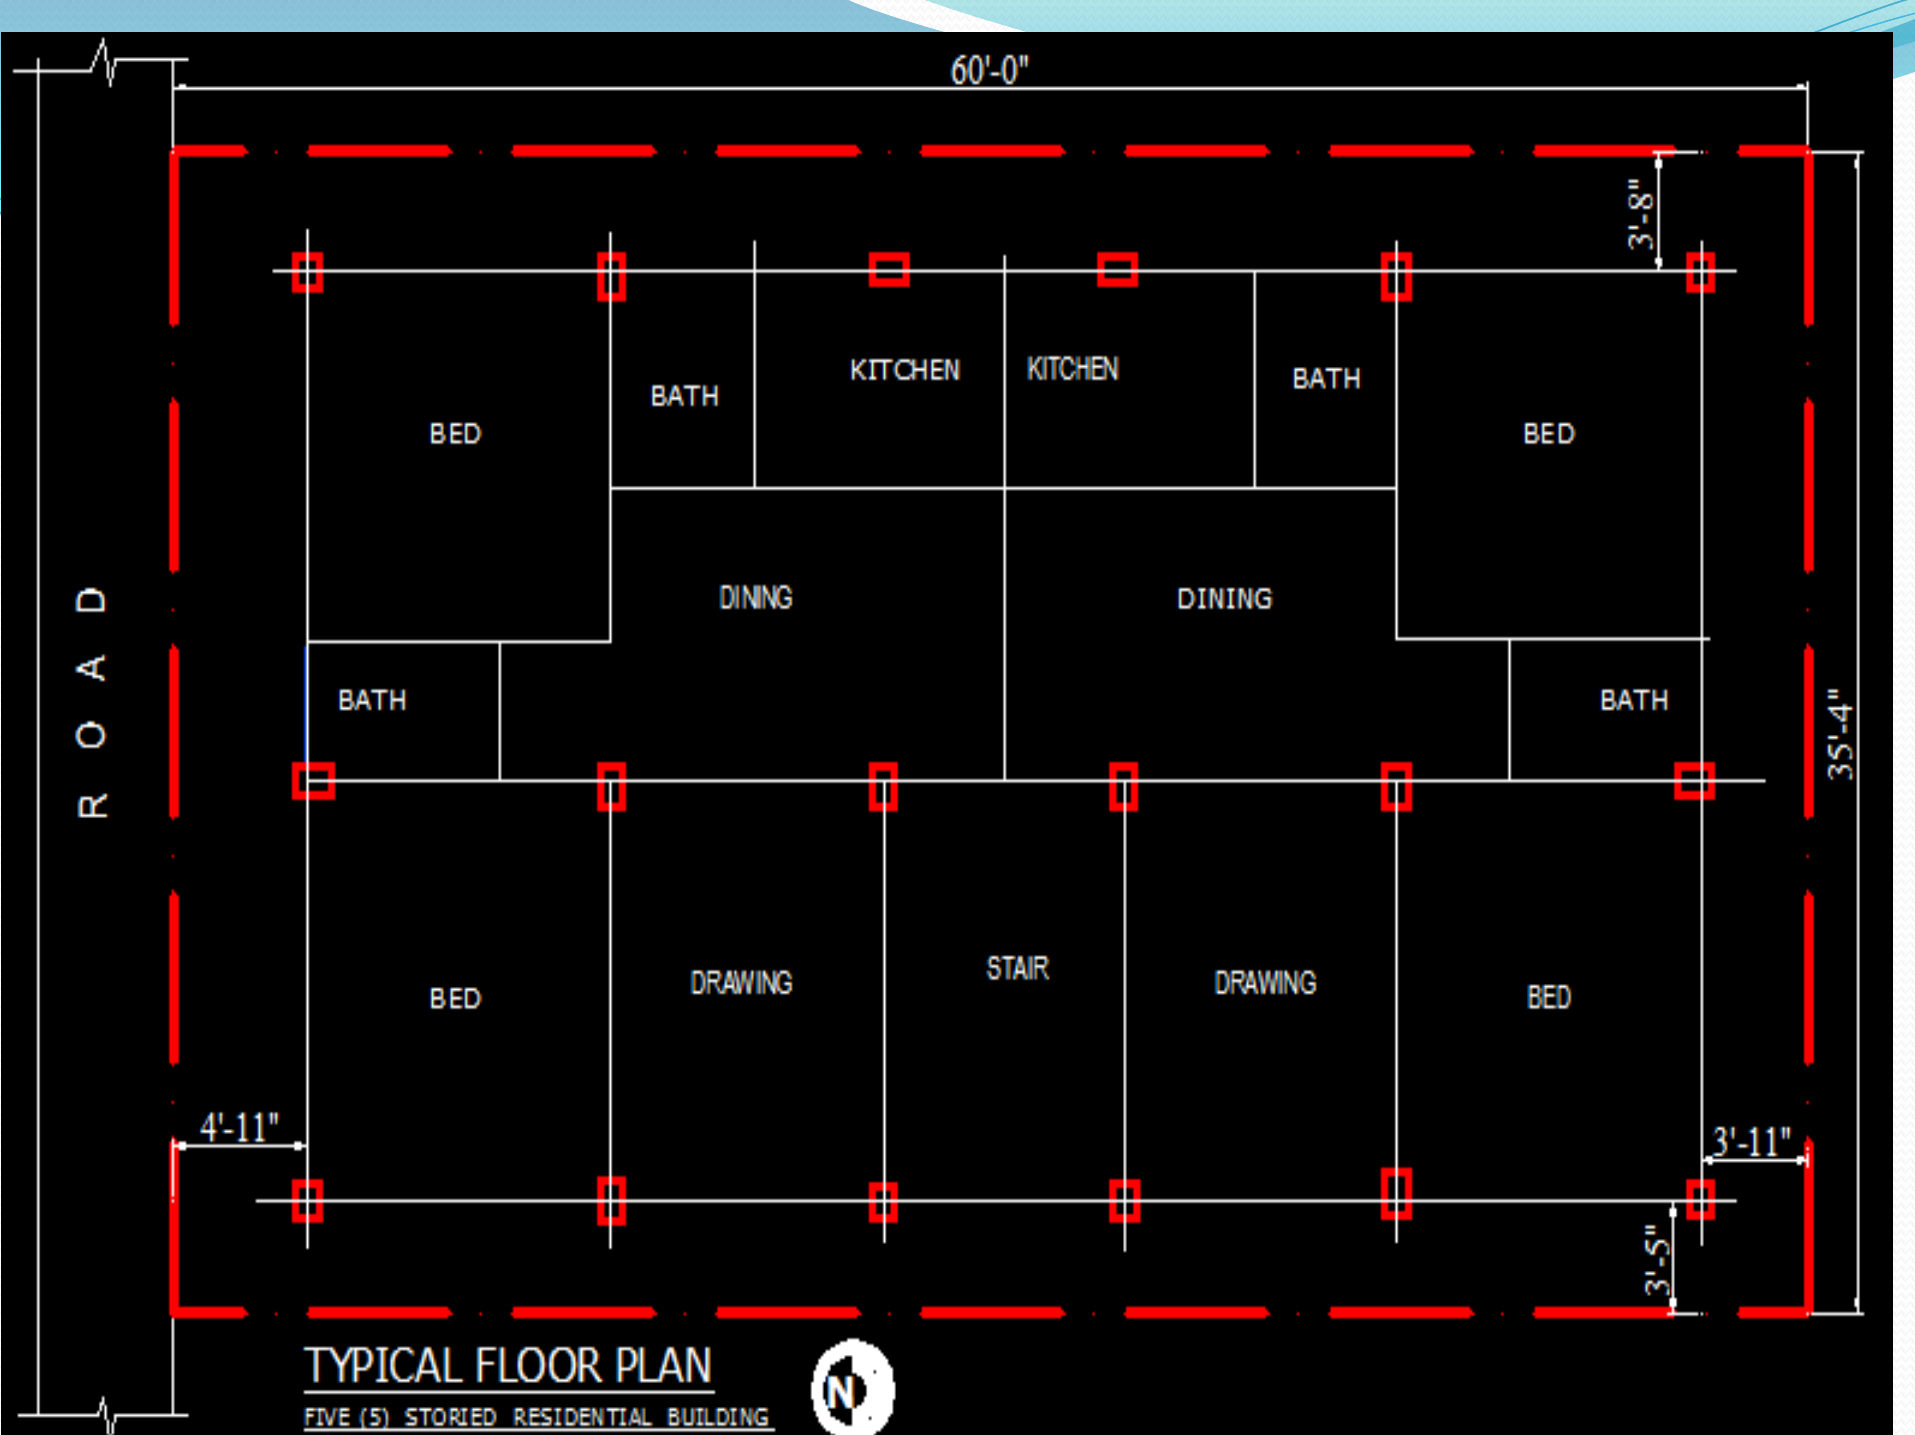 60'-0"
3'-8"
KITCHEN KITCHEN
BATH BATH
BED BED
DINING DINING
ROAD
BATH BATH
35'-4"
STAIR
DRAWING DRAWING
BED BED
4'-11"
3'-11"
3'-5"
TYPICAL FLOOR PLAN
N
FIVE (5) STORIED RESIDENTIAL BUILDING